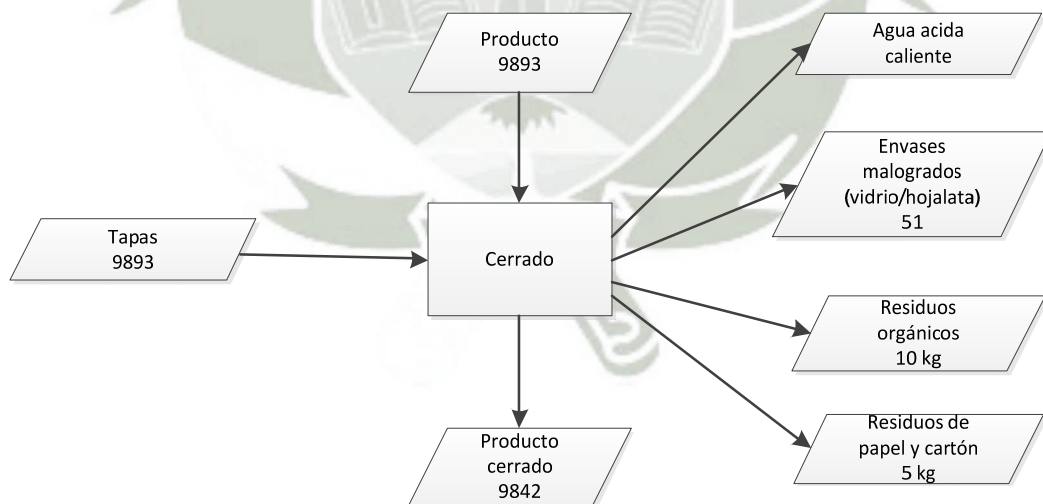 Producto
9893
Agua acida
caliente
Envases
malogrados
(vidrio/hojalata)
51
Tapas
9893
Cerrado
Residuos
orgánicos
10 kg
Residuos de
papel y cartón
5 kg
Producto
cerrado
9842